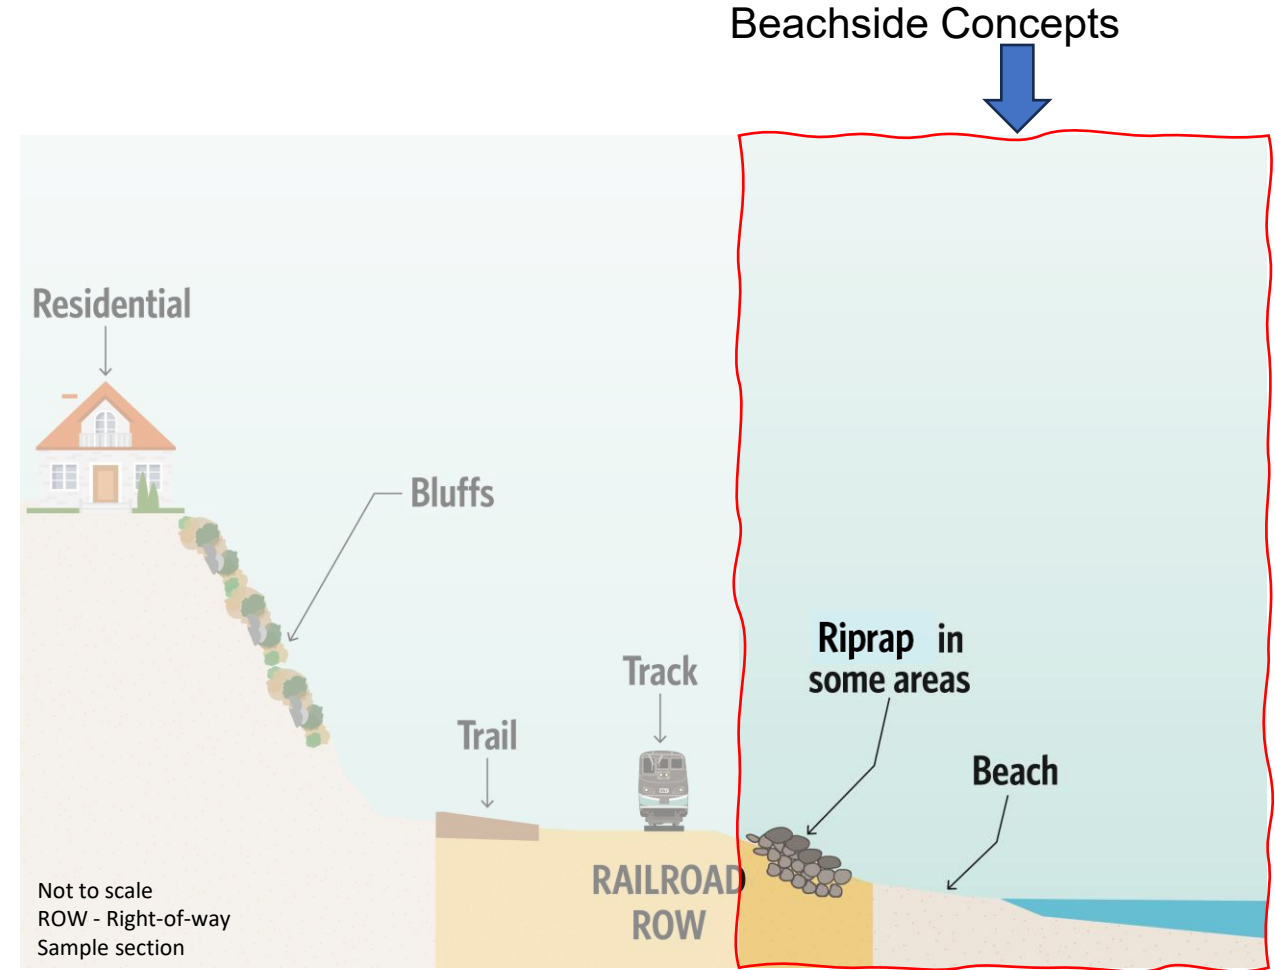 Beachside Concepts
Residential
Bluffs
Riprap in
some areas
Track
Trail
Beach
RAILROAD
ROW
Not to scale
ROW - Right-of-way
Sample section